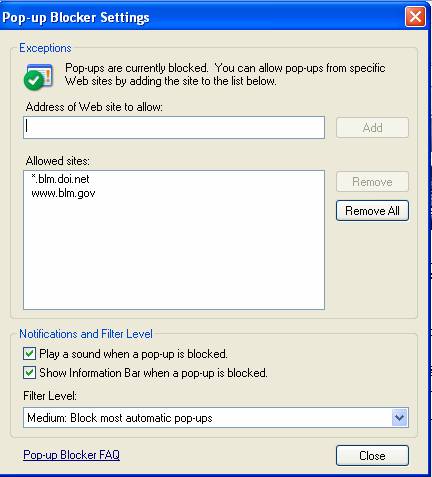 Pop-up Blocker Settings
Exceptions
Pop-ups are currently blocked. You can allow pop-ups from specific
Web sites by adding the site to the list below.
Address of Web site to allow:
Add
Allowed sites:
*.blm.doi.net
www.blm.gov
Remove
Remove All
Notifications and Filter Level
Play a sound when a pop-up is blocked.
Show Information Bar when a pop-up is blocked.
Filter Level:
Medium: Block most automatic pop-ups
Pop-up Blocker FAQ
Close